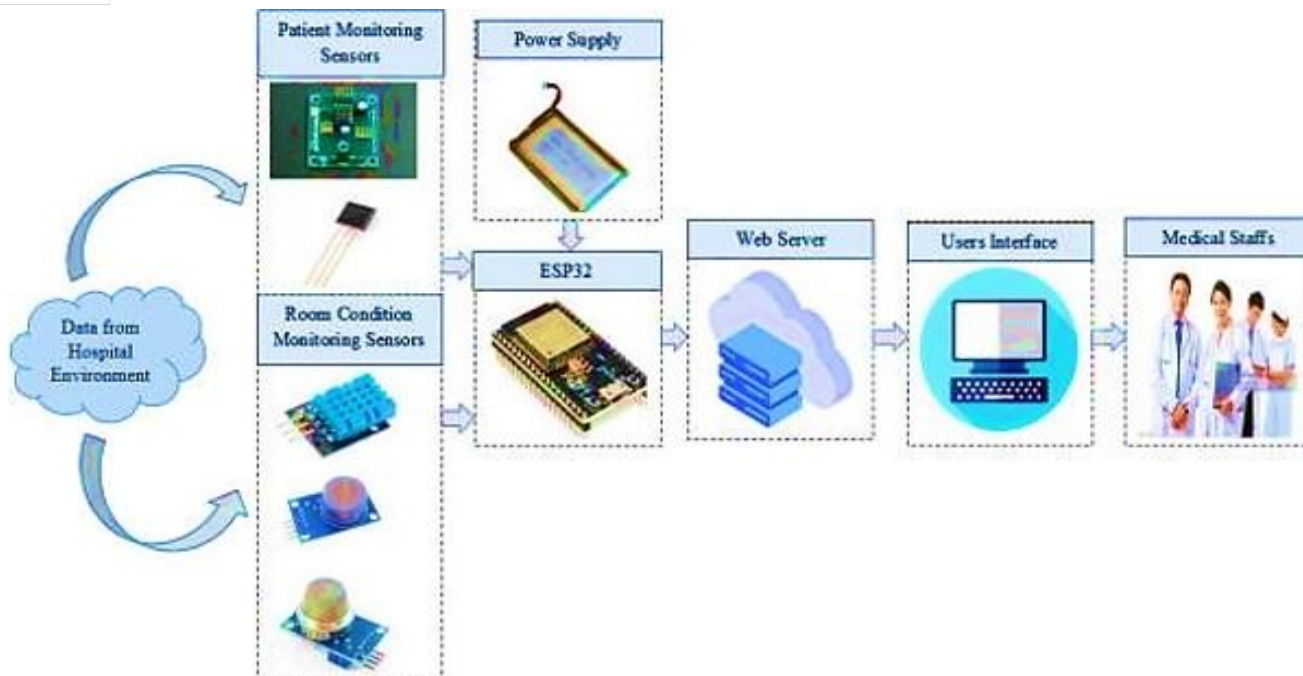 Patient Monitoring
Sensors
Power Supply
Web Server
Users Interface
Medical Staffs
ESP32
Data from
Hospital
Environment
Room Condition
Monitoring Sensors